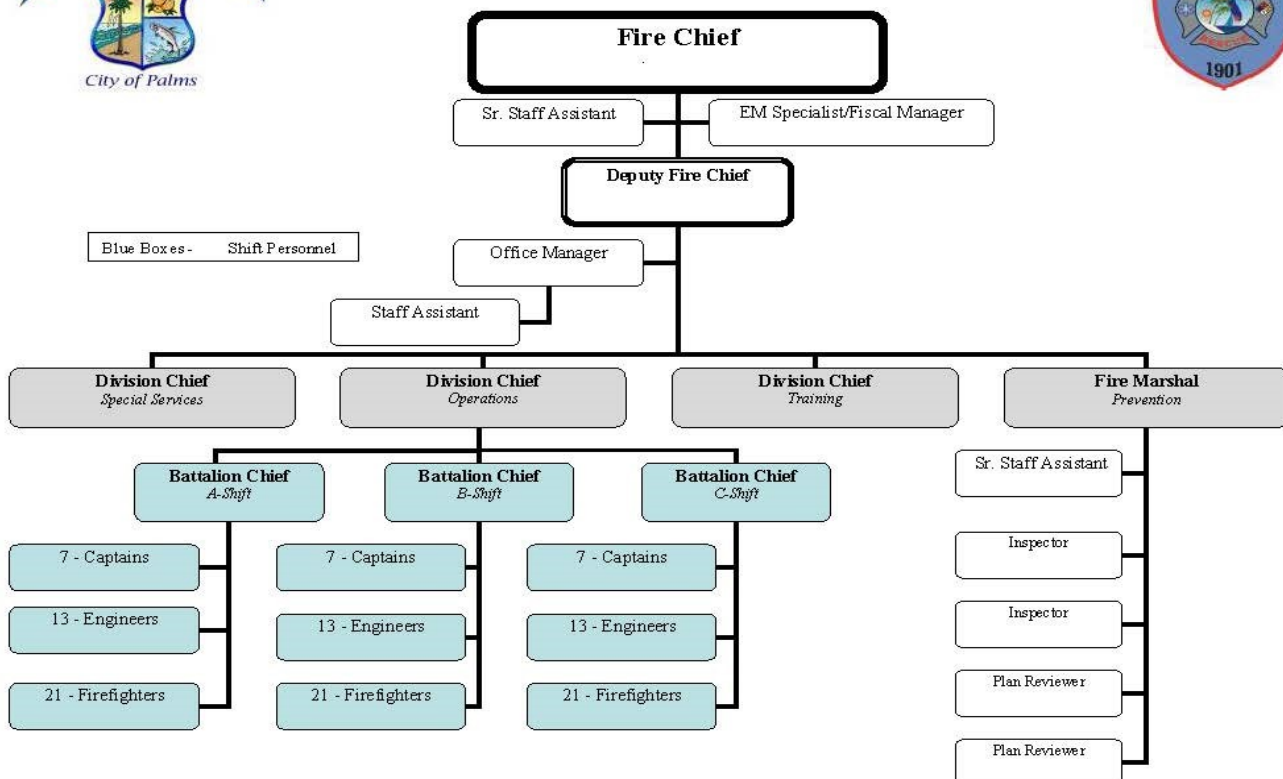 City of Palms
Fire Chief
RESCUE
1901
Sr. Staff Assistant
EM Specialist/Fiscal Manager
Deputy Fire Chief
Blue Boxes- Shift Personnel
Office Manager
Staff Assistant
Division Chief
Special Services
Division Chief
Operations
Division Chief
Training
Fire Marshal
Prevention
Battalion Chief
A-Shift
Battalion Chief
B-Shift
Battalion Chief
C-Shift
7 - Captains
13 - Engineers
21 - Firefighters
7 - Captains
13 - Engineers
21 - Firefighters
7 - Captains
13 - Engineers
21 - Firefighters
Sr. Staff Assistant
Inspector
Inspector
Plan Reviewer
Plan Reviewer